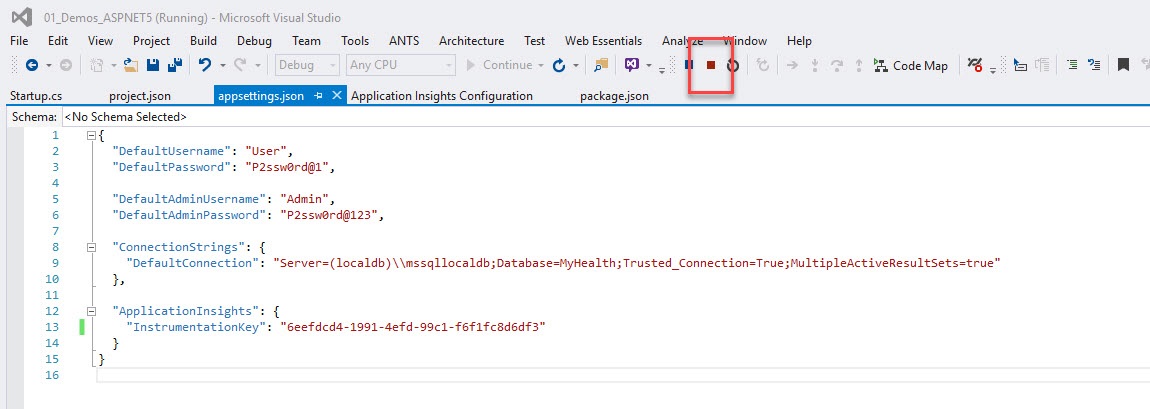 01_Demos_ASPNET5 (Running) - Microsoft Visual Studio
File Edit View Project Build Debug Team Tools ANTS Architecture Test Web Essentials Analyze Window Help
Debug Any CPU Continue Code Map
Startup.cs project.json appsettings.json Application Insights Configuration package.json
Schema: <No Schema Selected>
1 {
2 "DefaultUsername": "User",
3 "DefaultPassword": "P2ssw0rd@1",
4
5 "DefaultAdminUsername": "Admin",
6 "DefaultAdminPassword": "P2ssw0rd@123",
7
8 "ConnectionStrings": {
9 "DefaultConnection": "Server=(localdb)\\mssqllocaldb;Database=MyHealth;Trusted_Connection=True;MultipleActiveResultSets=true"
10 },
11
12 "ApplicationInsights": {
13 "InstrumentationKey": "6eefdcd4-1991-4efd-99c1-f6f1fc8d6df3"
14 }
15 }
16